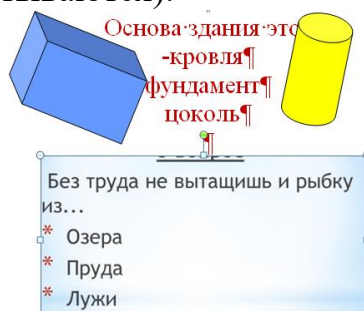 Основа·здания·это
-кровля¶
фундамент¶
цоколь¶
¶
Без труда не вытащишь и рыбку
из...
* Озера
* Пруда
* Лужи